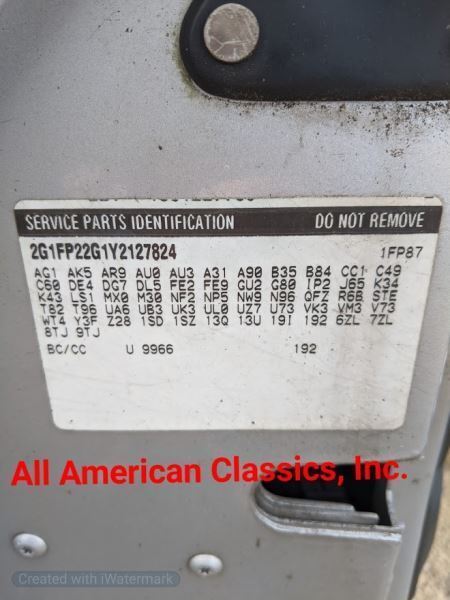 SERVICE PARTS IDENTIFICATION DO NOT REMOVE
2G1FP22G1Y2127824 1FP87
AG1 AK5 AR9 AU0 AU3 A31 A90 B35 B84 CC1 C49
C60 DE4 DG7 DL5 FE2 FE9 GU2 G80 IP2 J65 K34
K43 LS1 MX0 M30 NF2 NP5 NW9 N96 QFZ R6B STE
T82 T96 UA6 UB3 UK3 UL0 UZ7 U73 VK3 VM3 V73
WT4 Y3F Z28 1SD 1SZ 13Q 13U 19I 192 6ZL 7ZL
8TJ 9TJ
BC/CC U 9966 192
All American Classics, Inc.
Created with iWatermark